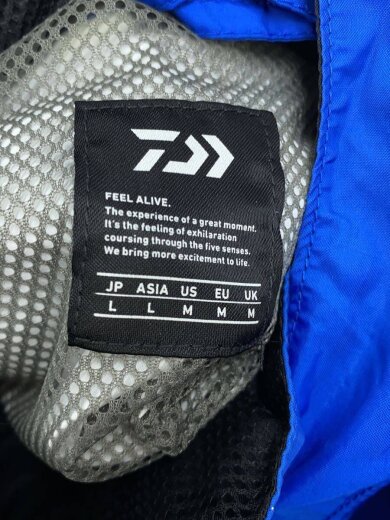 FEEL ALIVE.
The experience of a great moment.
It's the feeling of exhilaration
coursing through the five senses.
We bring more excitement to life.
JP ASIA US EU UK
L L M M M